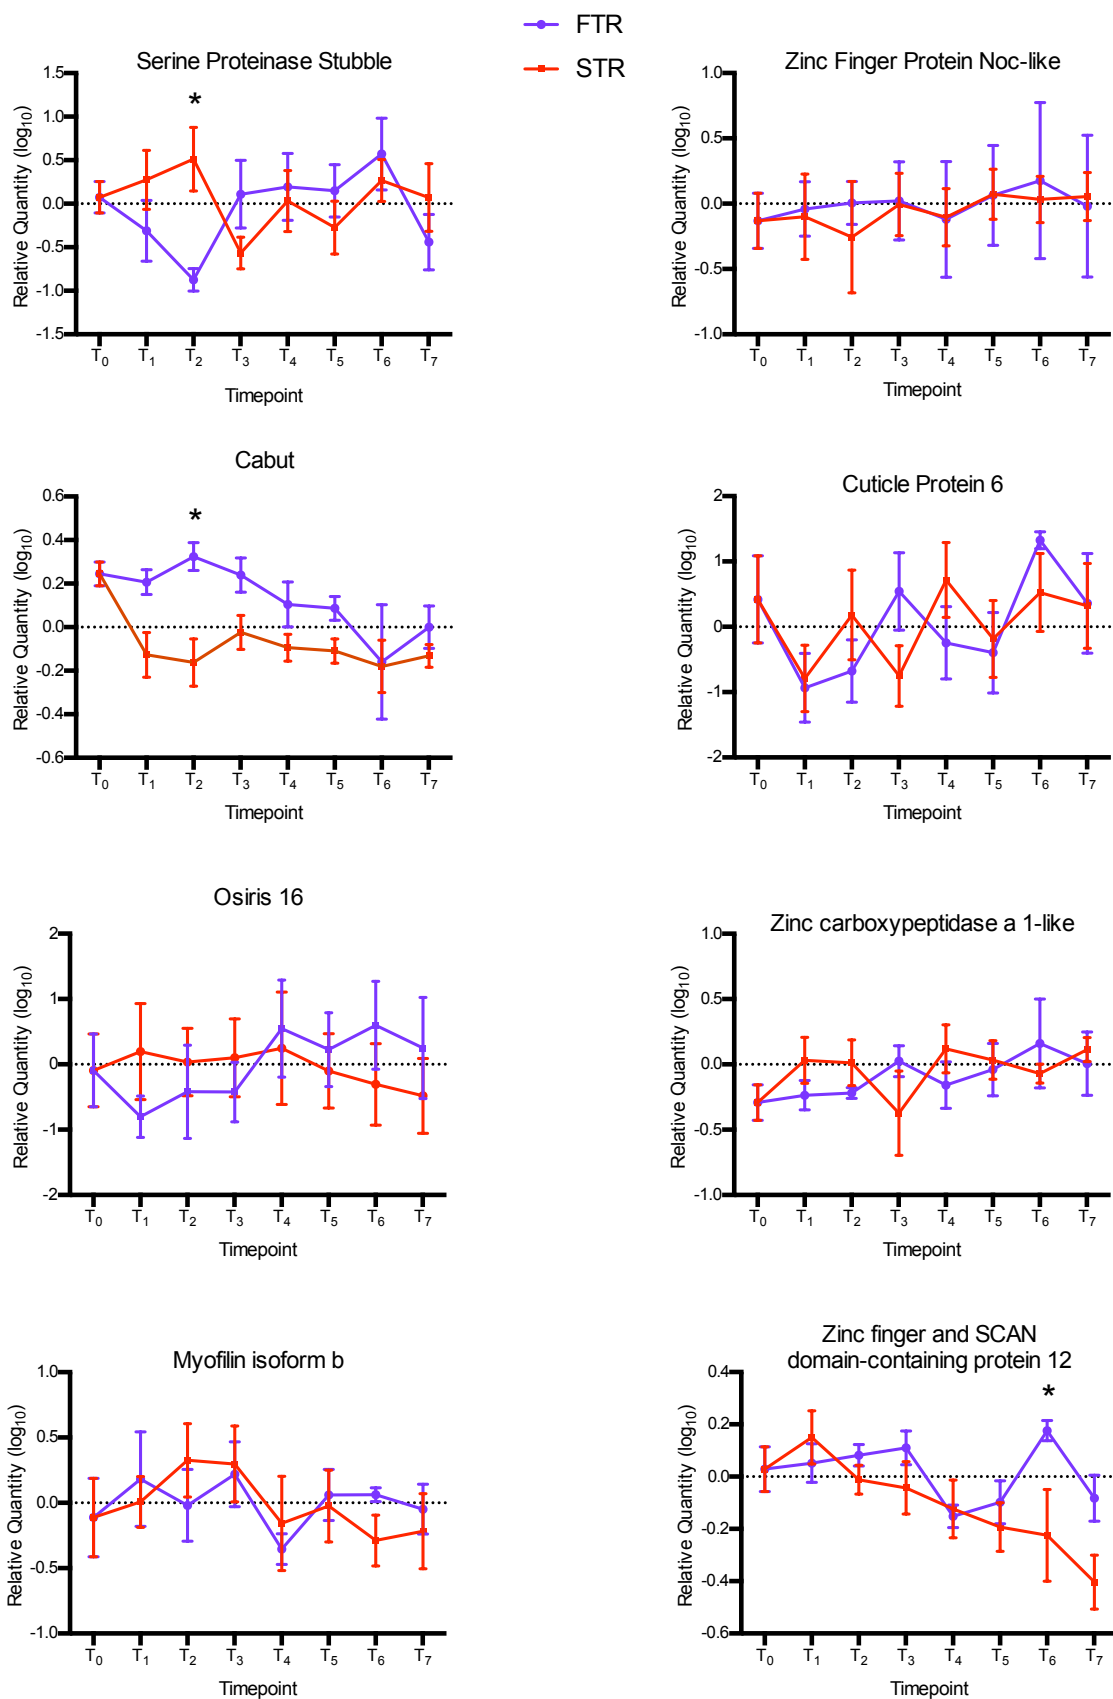 FTR
STR
Serine Proteinase Stubble
*
Relative Quantity (log10)
1.5
1.0
0.5
0.0
-0.5
-1.0
-1.5
T0 T1 T2 T3 T4 T5 T6 T7
Timepoint
Zinc Finger Protein Noc-like
Relative Quantity (log10)
1.0
0.5
0.0
-0.5
-1.0
T0 T1 T2 T3 T4 T5 T6 T7
Timepoint
Cabut
*
Relative Quantity (log10)
0.6
0.4
0.2
0.0
-0.2
-0.4
-0.6
T0 T1 T2 T3 T4 T5 T6 T7
Timepoint
Cuticle Protein 6
Relative Quantity (log10)
2
1
0
-1
-2
T0 T1 T2 T3 T4 T5 T6 T7
Timepoint
Osiris 16
Relative Quantity (log10)
2
1
0
-1
-2
T0 T1 T2 T3 T4 T5 T6 T7
Timepoint
Zinc carboxypeptidase a 1-like
Relative Quantity (log10)
1.0
0.5
0.0
-0.5
-1.0
T0 T1 T2 T3 T4 T5 T6 T7
Timepoint
Myofilin isoform b
Relative Quantity (log10)
1.0
0.5
0.0
-0.5
-1.0
T0 T1 T2 T3 T4 T5 T6 T7
Timepoint
Zinc finger and SCAN
domain-containing protein 12
*
Relative Quantity (log10)
0.4
0.2
0.0
-0.2
-0.4
-0.6
T0 T1 T2 T3 T4 T5 T6 T7
Timepoint